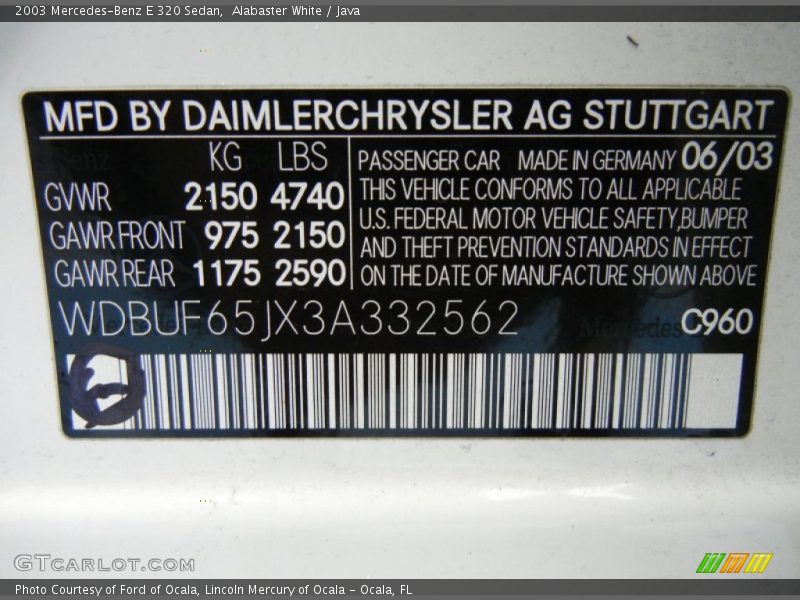 2003 Mercedes-Benz E 320 Sedan,  Alabaster White / Java
MFD BY DAIMLERCHRYSLER AG STUTTGART
KG LBS
GVWR 2150 4740
GAWR FRONT 975 2150
GAWR REAR 1175 2590
PASSENGER CAR MADE IN GERMANY 06/03
THIS VEHICLE CONFORMS TO ALL APPLICABLE
U.S. FEDERAL MOTOR VEHICLE SAFETY,BUMPER
AND THEFT PREVENTION STANDARDS IN EFFECT
ON THE DATE OF MANUFACTURE SHOWN ABOVE
WDBUF65JX3A332562
Mercedes C960
GTCARLOT.COM
Photo Courtesy of Ford of Ocala, Lincoln Mercury of Ocala - Ocala, FL